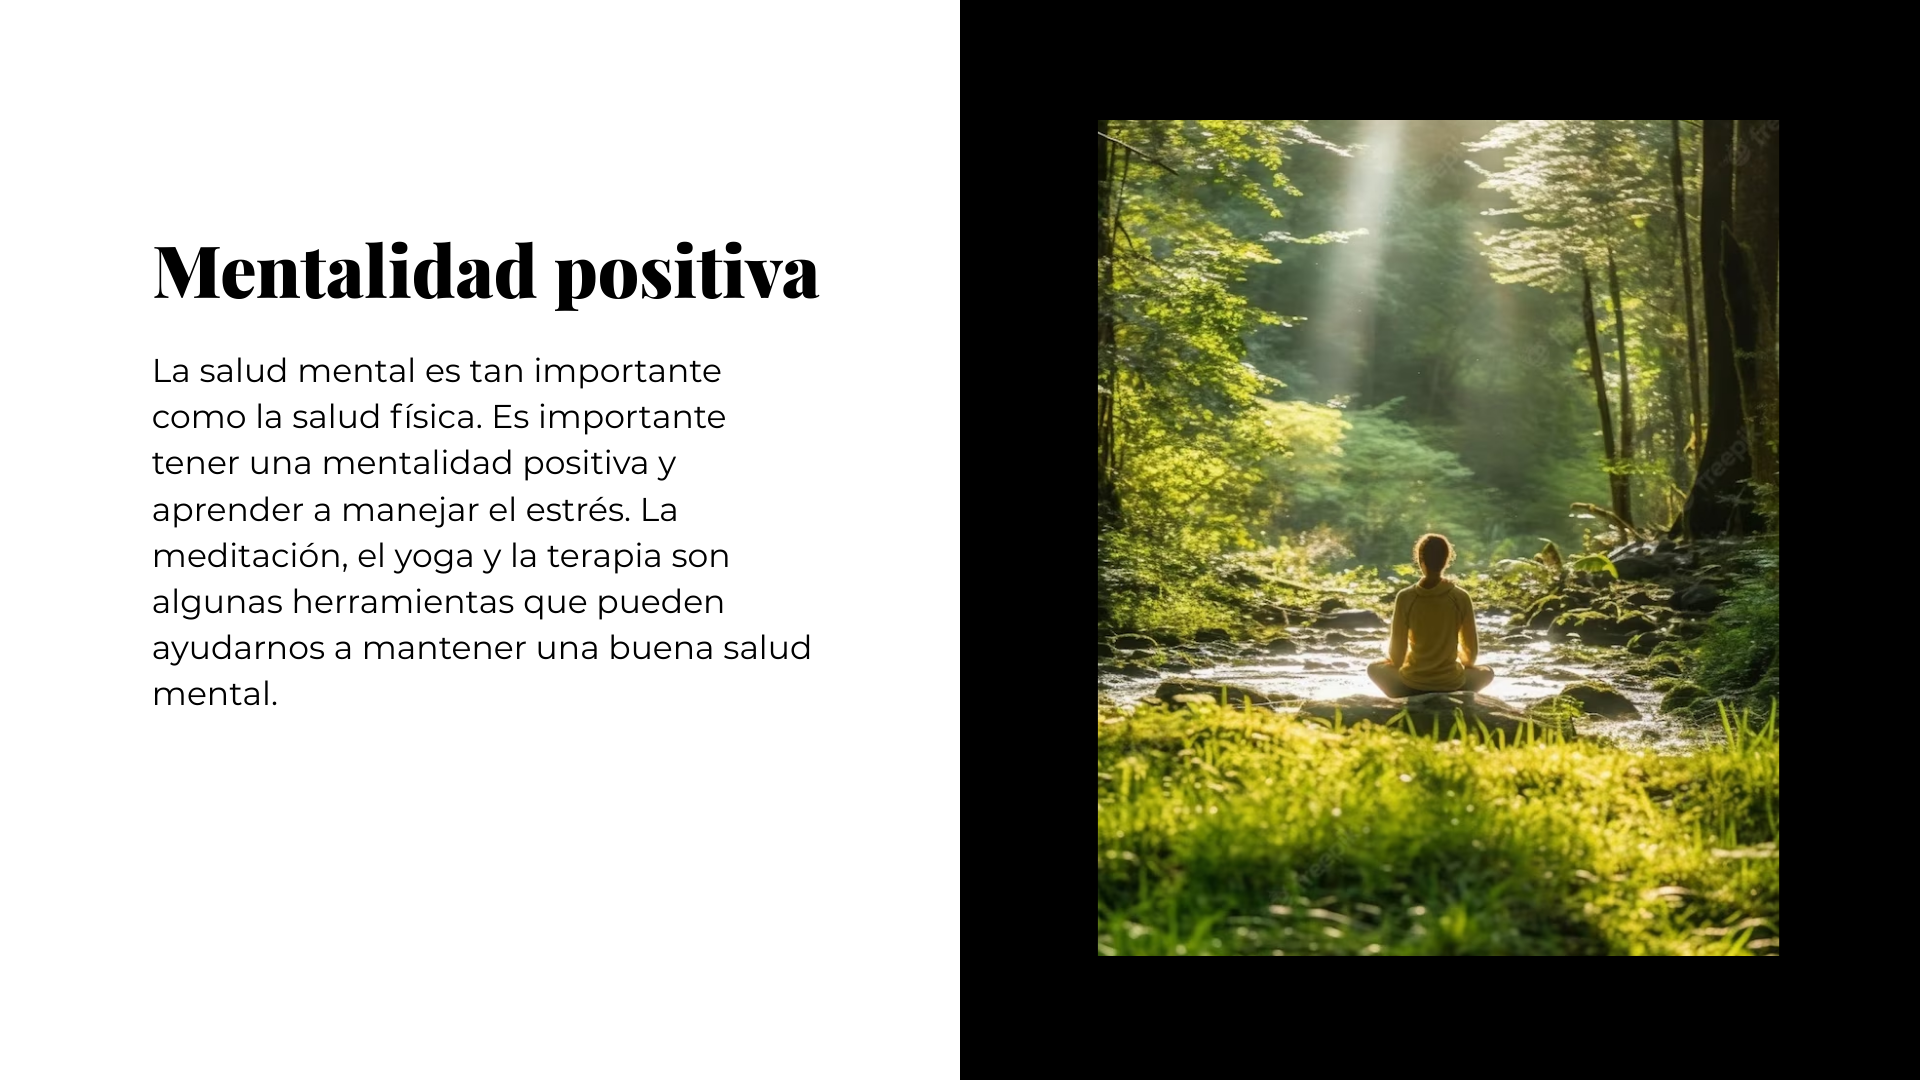 Mentalidad positiva
La salud mental es tan importante
como la salud física. Es importante
tener una mentalidad positiva y
aprender a manejar el estrés. La
meditación, el yoga y la terapia son
algunas herramientas que pueden
ayudarnos a mantener una buena salud
mental.